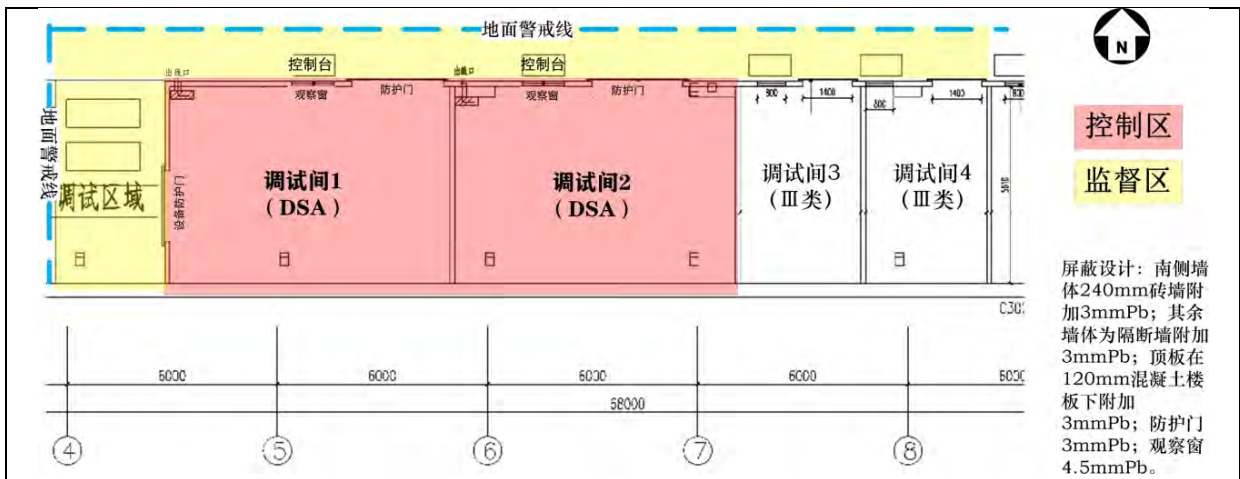 地面警戒线
N
控制台
控制台
出线口
出线口
观察窗
防护门
观察窗
防护门
900
1400
800
1400
800
控制区
地面警戒线
监督区
调试区域
设备防护门
调试间1
(DSA)
调试间2
(DSA)
调试间3
(Ⅲ类)
调试间4
(Ⅲ类)
屏蔽设计:南侧墙
体240mm砖墙附
加3mmPb;其余
墙体为隔断墙附加
3mmPb;顶板在
120mm混凝土楼
板下附加
3mmPb;防护门
3mmPb;观察窗
4.5mmPb。
6000
6000
6000
6000
58000
4
5
6
7
8